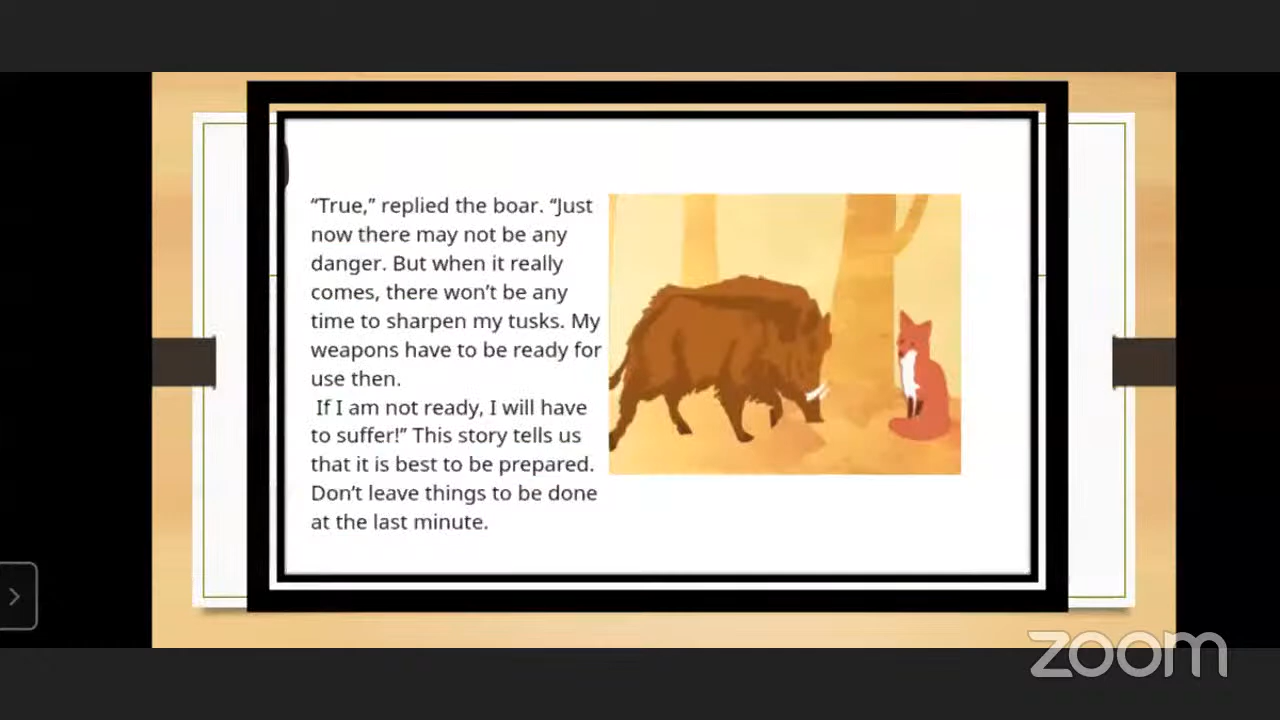 “True,” replied the boar. “Just
now there may not be any
danger. But when it really
comes, there won’t be any
time to sharpen my tusks. My
weapons have to be ready for
use then.
If I am not ready, I will have
to suffer!” This story tells us
that it is best to be prepared.
Don’t leave things to be done
at the last minute.
zoom